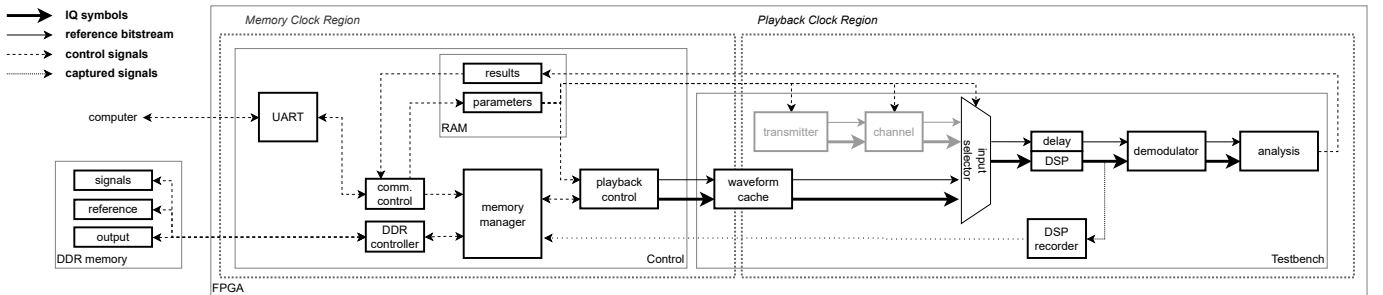 IQ symbols
reference bitstream
control signals
captured signals
Memory Clock Region
Playback Clock Region
computer
UART
results
parameters
RAM
comm.
control
DDR
controller
memory
manager
playback
control
Control
signals
reference
output
DDR memory
FPGA
waveform
cache
transmitter
channel
input
selector
delay
DSP
demodulator
analysis
DSP
recorder
Testbench